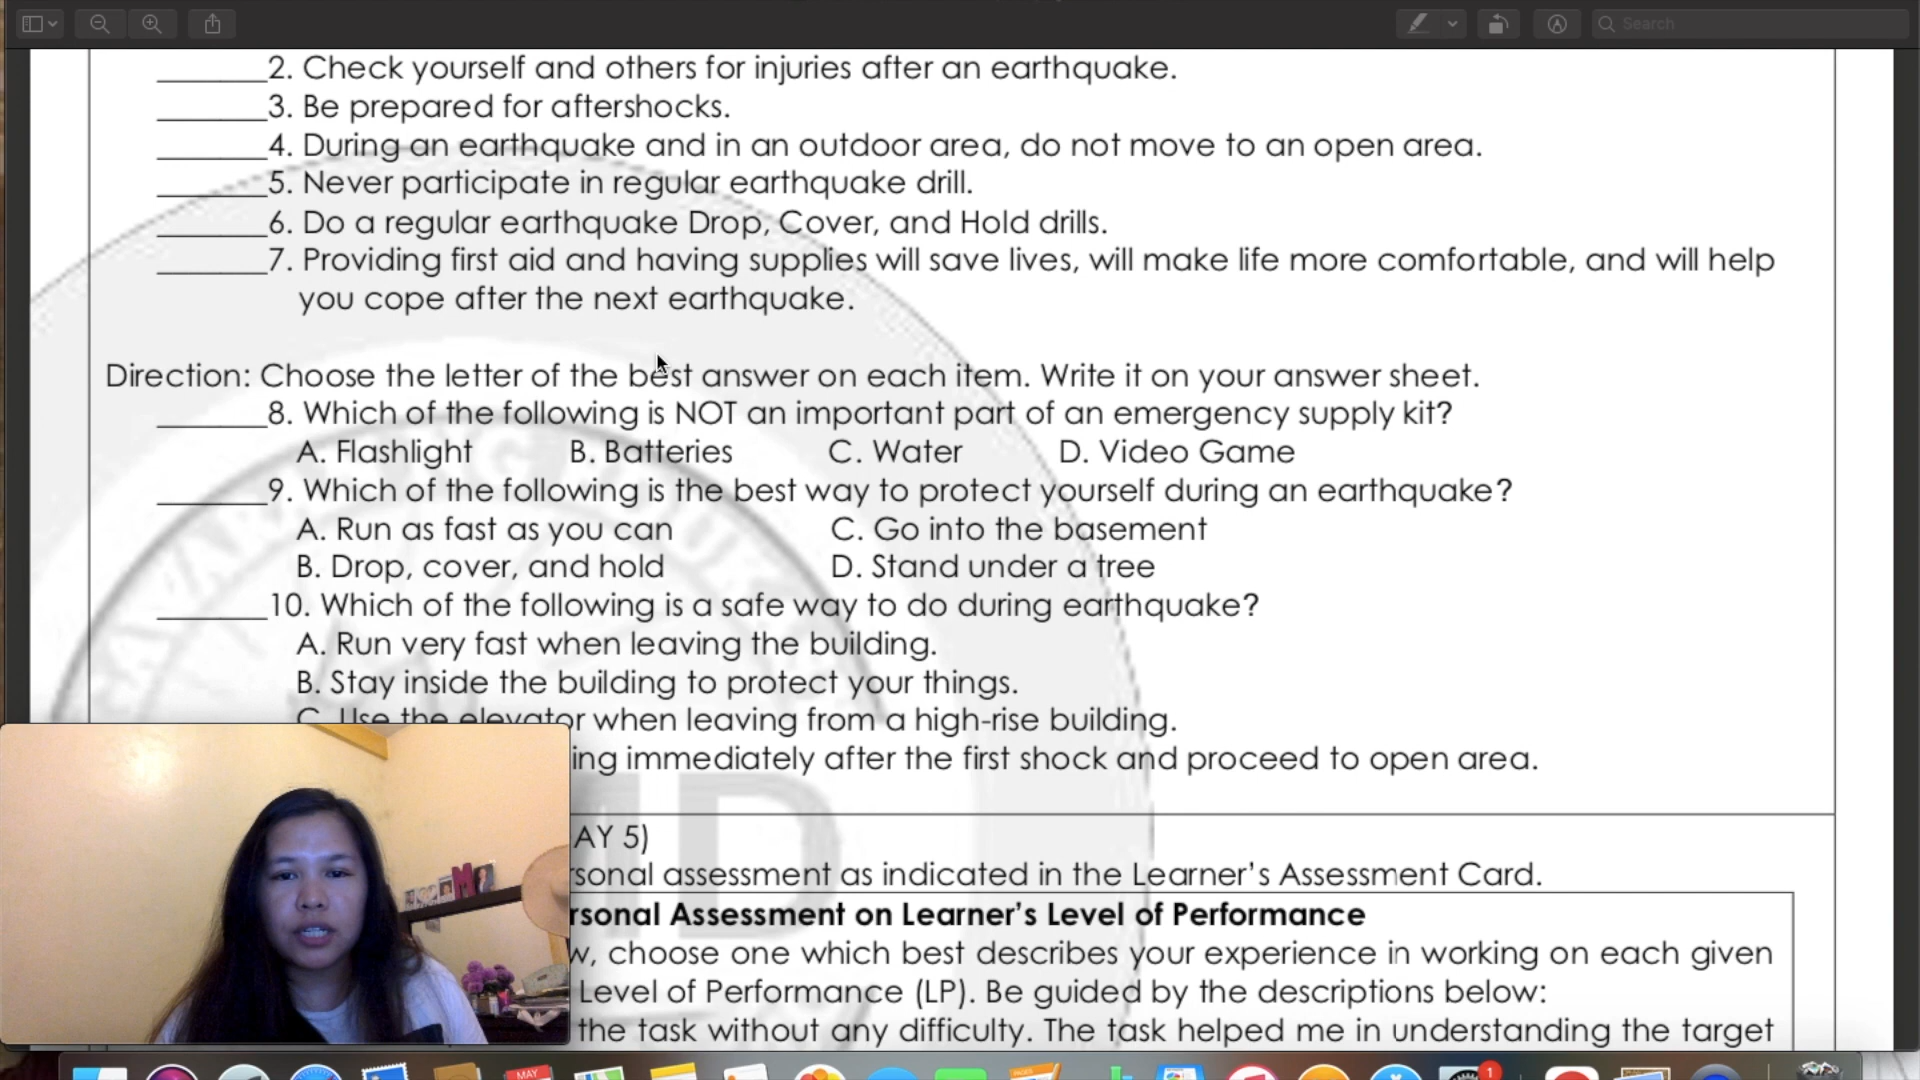 Search
_______2. Check yourself and others for injuries after an earthquake.
_______3. Be prepared for aftershocks.
_______4. During an earthquake and in an outdoor area, do not move to an open area.
_______5. Never participate in regular earthquake drill.
_______6. Do a regular earthquake Drop, Cover, and Hold drills.
_______7. Providing first aid and having supplies will save lives, will make life more comfortable, and will help
you cope after the next earthquake.
Direction: Choose the letter of the best answer on each item. Write it on your answer sheet.
_______8. Which of the following is NOT an important part of an emergency supply kit?
A. Flashlight B. Batteries C. Water D. Video Game
_______9. Which of the following is the best way to protect yourself during an earthquake?
A. Run as fast as you can C. Go into the basement
B. Drop, cover, and hold D. Stand under a tree
_______10. Which of the following is a safe way to do during earthquake?
A. Run very fast when leaving the building.
B. Stay inside the building to protect your things.
C. Use the elevator when leaving from a high-rise building.
ing immediately after the first shock and proceed to open area.
AY 5)
rsonal assessment as indicated in the Learner's Assessment Card.
rsonal Assessment on Learner's Level of Performance
w, choose one which best describes your experience in working on each given
Level of Performance (LP). Be guided by the descriptions below:
the task without any difficulty. The task helped me in understanding the target
MAY
PAGES
1